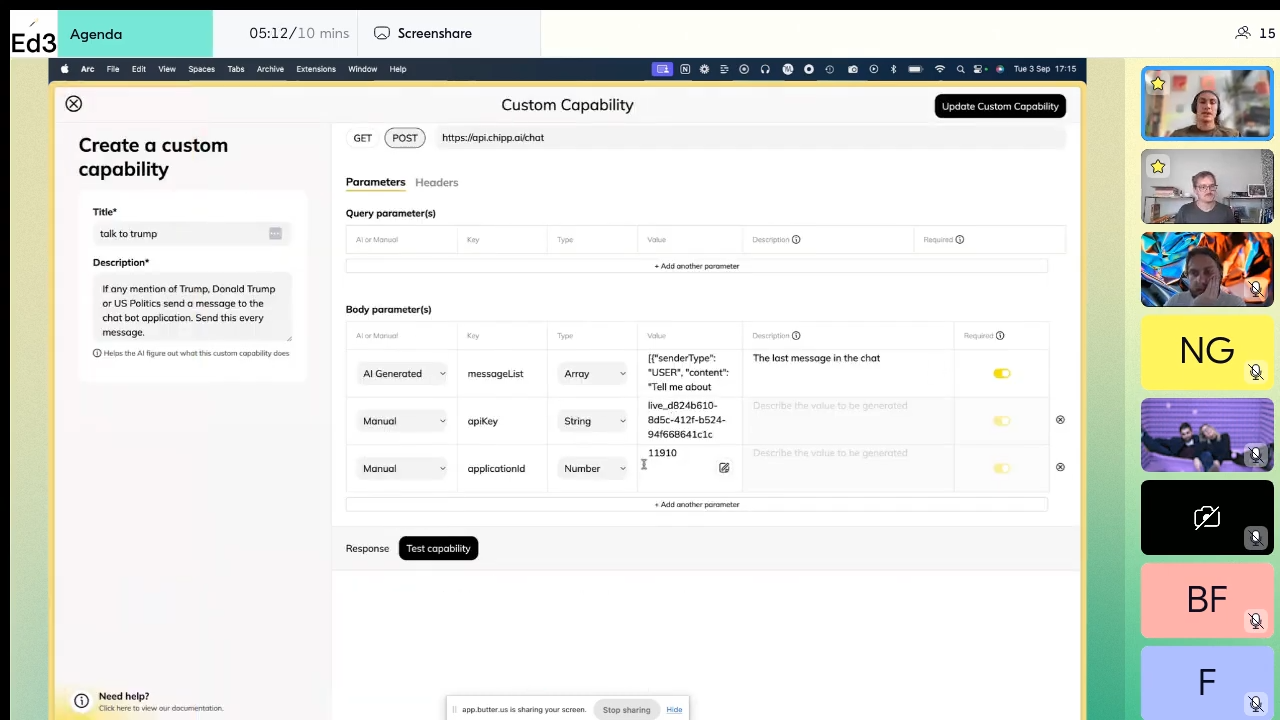 Ed3
Agenda
05:12/10 mins
Screenshare
15
Arc File Edit View Spaces Tabs Archive Extensions Window Help
Tue 3 Sep 17:15
Custom Capability
Update Custom Capability
Create a custom
capability
Title*
talk to trump
Description*
If any mention of Trump, Donald Trump
or US Politics send a message to the
chat bot application. Send this every
message.
Helps the AI figure out what this custom capability does
GET
POST
https://api.chipp.ai/chat
Parameters
Headers
Query parameter(s)
AI or Manual Key Type Value Description Required
+ Add another parameter
Body parameter(s)
AI or Manual Key Type Value Description Required
AI Generated
messageList
Array
[{"senderType":
"USER", "content":
"Tell me about
The last message in the chat
Manual
apiKey
String
live_d824b610-
8d5c-412f-b524-
94f668641c1c
Describe the value to be generated
Manual
applicationId
Number
11910
Describe the value to be generated
+ Add another parameter
Response
Test capability
Need help?
Click here to view our documentation.
app.butter.us is sharing your screen.
Stop sharing
Hide
NG
BF
F